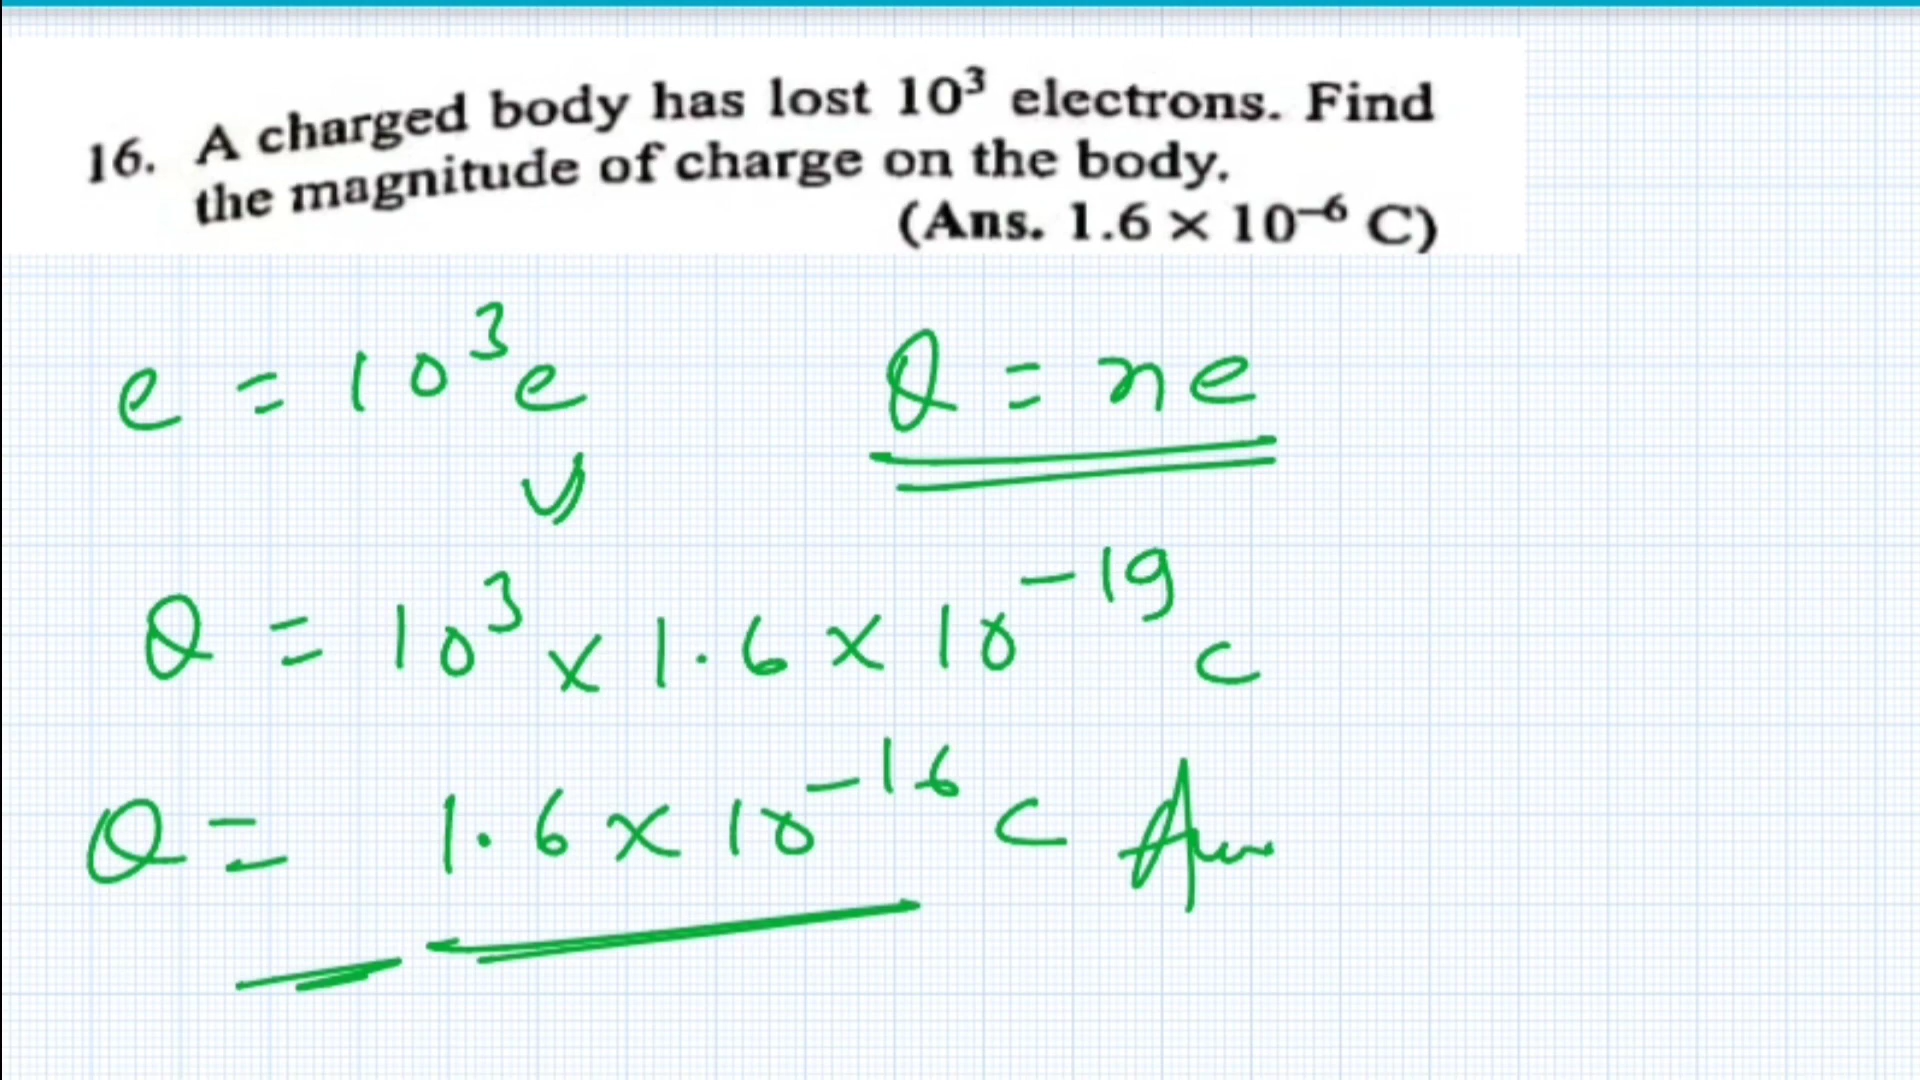 16. A charged body has lost 10³ electrons. Find
the magnitude of charge on the body.
(Ans. 1.6 × 10⁻⁶ C)
e = 10³e
Q = ne
Q = 10³ × 1.6 × 10⁻¹⁹ C
Q = 1.6 × 10⁻¹⁶ C Ans